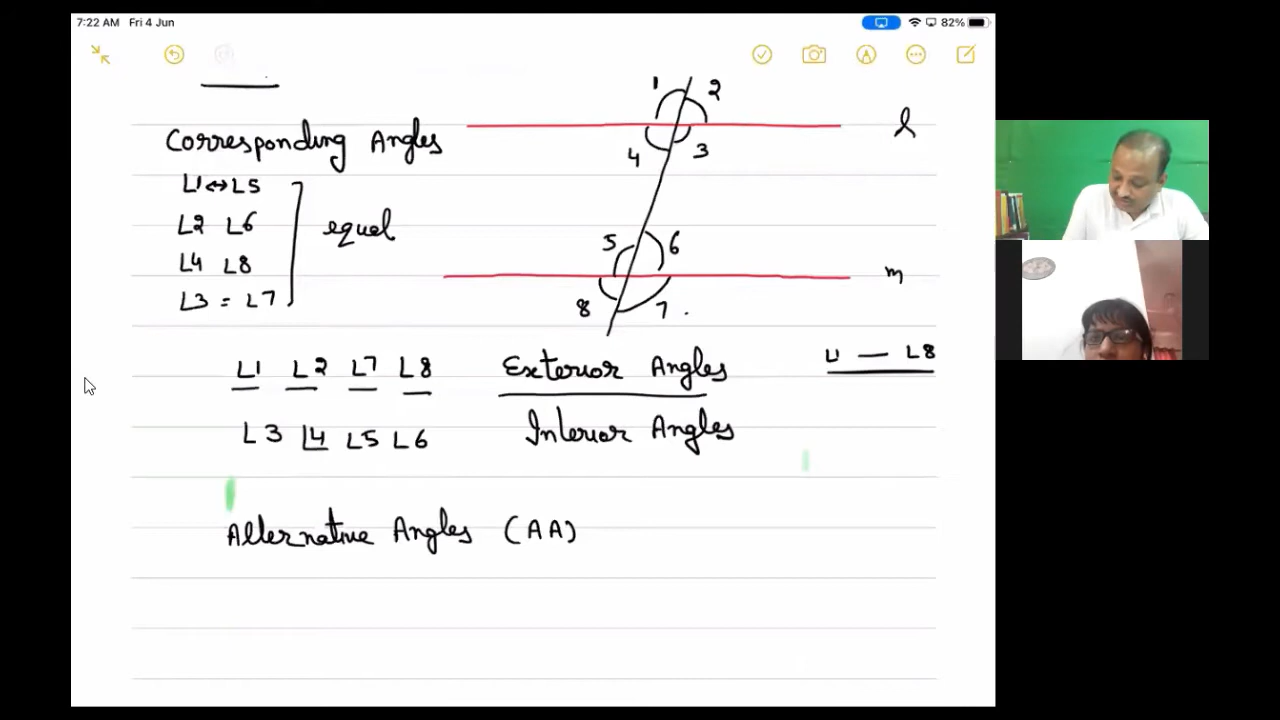 7:22 AM Fri 4 Jun
82%
1 2
l
4 3
Corresponding Angles
∠1 ↔ ∠5
∠2 ∠6
equal
∠4 ∠8
∠3 = ∠7
5 6
m
8 7 .
∠1 ∠2 ∠7 ∠8 Exterior Angles
∠1 — ∠8
∠3 ∠4 ∠5 ∠6 Interior Angles
Alternative Angles (AA)